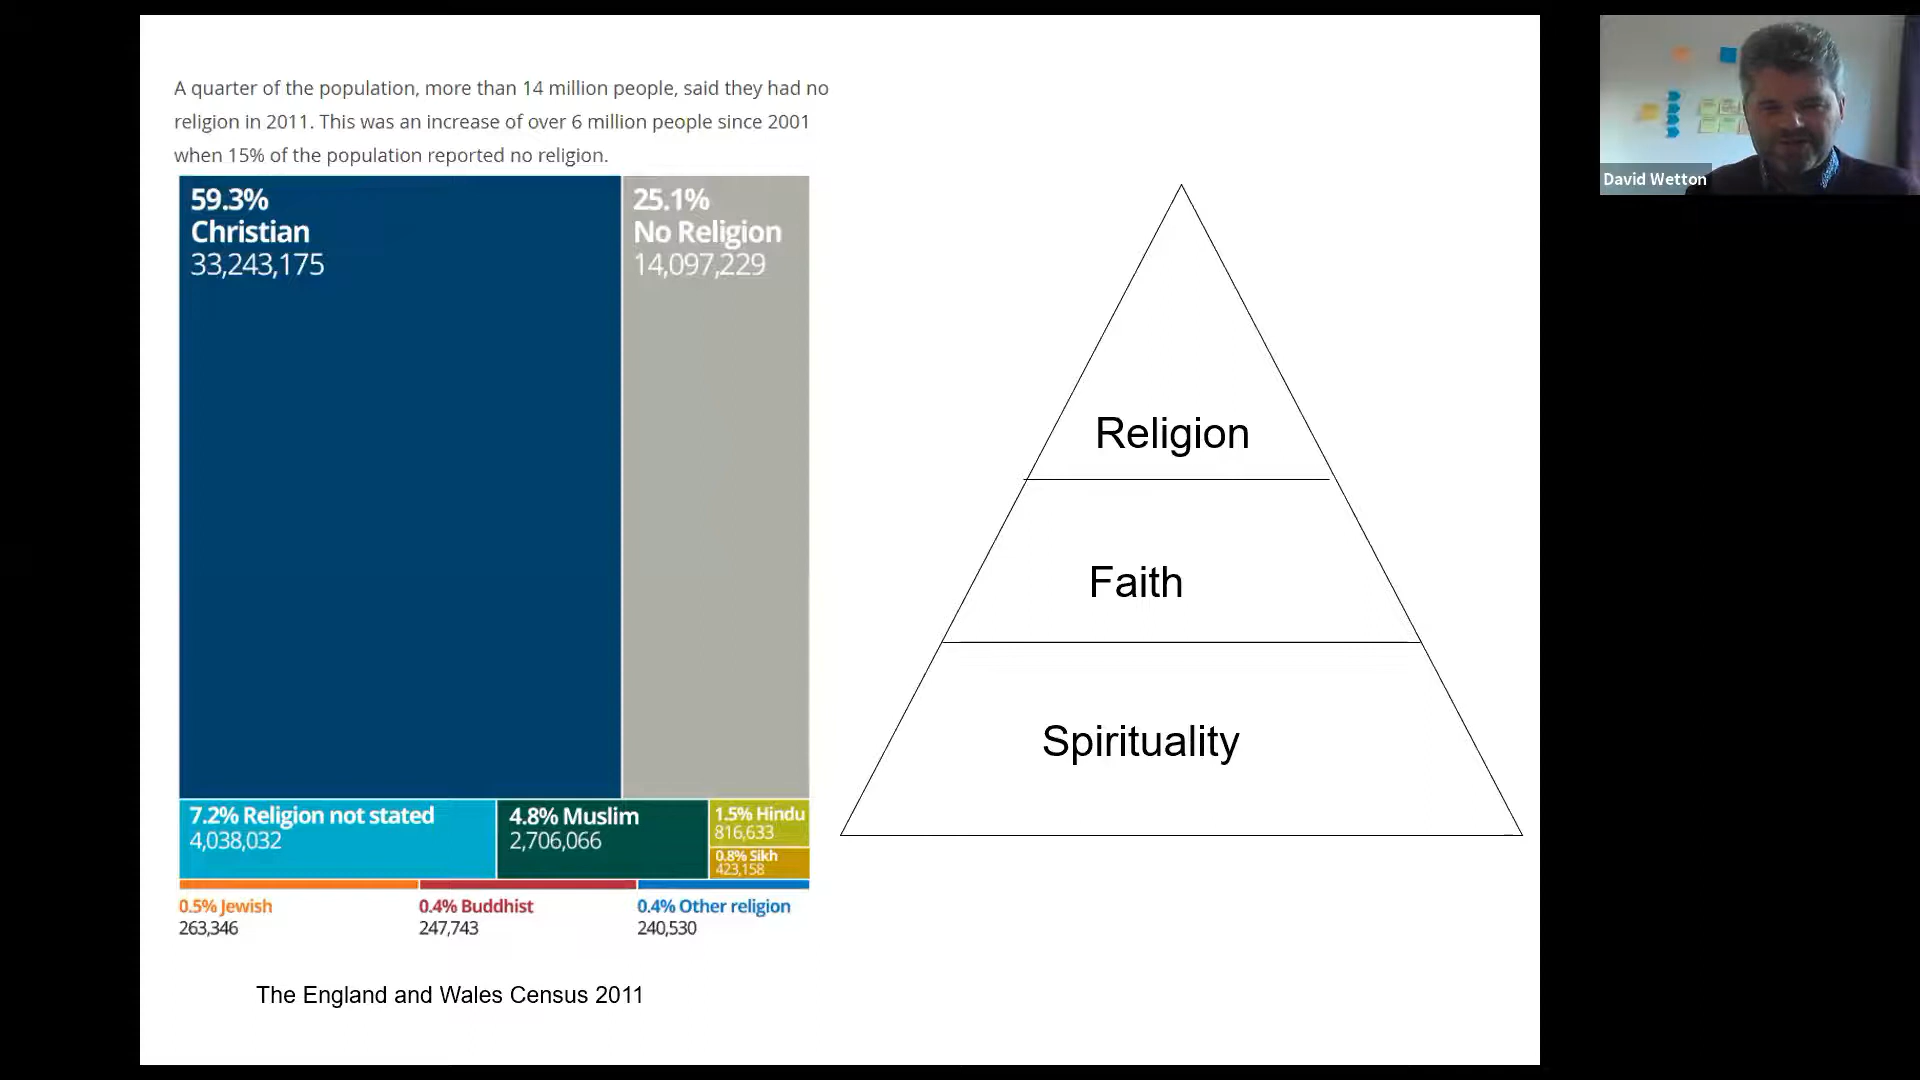 A quarter of the population, more than 14 million people, said they had no
religion in 2011. This was an increase of over 6 million people since 2001
when 15% of the population reported no religion.
59.3%
Christian
33,243,175
25.1%
No Religion
14,097,229
7.2% Religion not stated
4,038,032
4.8% Muslim
2,706,066
1.5% Hindu
816,633
0.8% Sikh
423,158
0.5% Jewish
263,346
0.4% Buddhist
247,743
0.4% Other religion
240,530
The England and Wales Census 2011
Religion
Faith
Spirituality
David Wetton